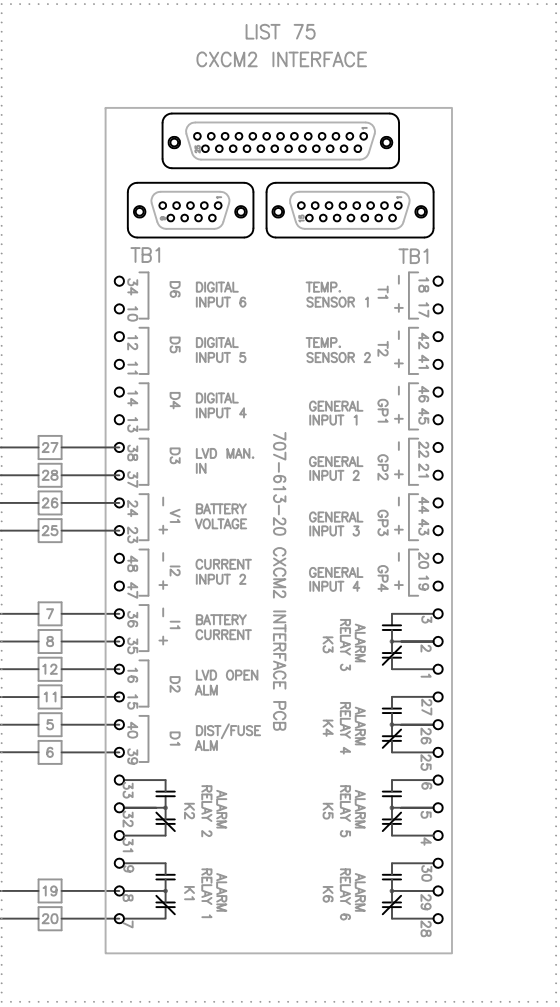 LIST 75
CXCM2 INTERFACE
TB1
TB1
34
D6
DIGITAL
INPUT 6
10
12
D5
DIGITAL
INPUT 5
11
14
D4
DIGITAL
INPUT 4
13
27
38
D3
LVD MAN.
IN
28
37
26
24
-
V1
BATTERY
VOLTAGE
25
23
+
48
-
I2
CURRENT
INPUT 2
47
+
7
36
-
I1
BATTERY
CURRENT
8
35
+
12
16
D2
LVD OPEN
ALM
11
15
5
40
D1
DIST/FUSE
ALM
6
39
33
32
31
K2
ALARM
RELAY 2
9
19
8
20
7
K1
ALARM
RELAY 1
707-613-20 CXCM2 INTERFACE PCB
TEMP.
SENSOR 1
T1
-
18
+
17
TEMP.
SENSOR 2
T2
-
42
+
41
GENERAL
INPUT 1
GP1
-
46
+
45
GENERAL
INPUT 2
GP2
-
22
+
21
GENERAL
INPUT 3
GP3
-
44
+
43
GENERAL
INPUT 4
GP4
-
20
+
19
K3
ALARM
RELAY 3
3
2
1
K4
ALARM
RELAY 4
27
26
25
K5
ALARM
RELAY 5
6
5
4
K6
ALARM
RELAY 6
30
29
28